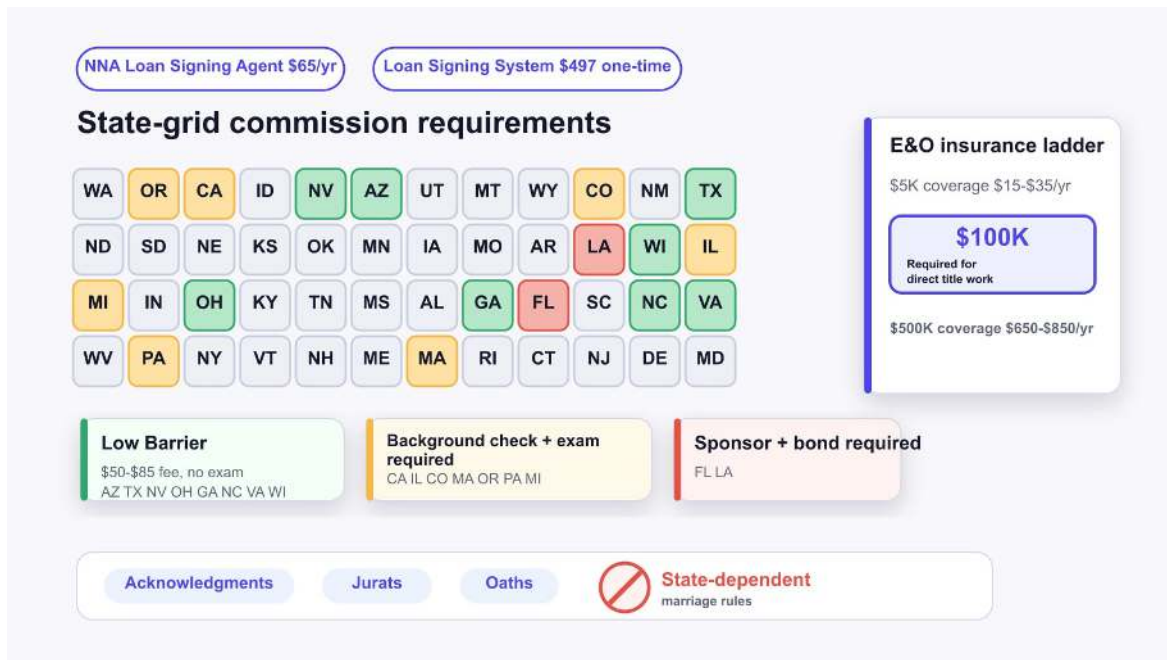 NNA Loan Signing Agent $65/yr
Loan Signing System $497 one-time
State-grid commission requirements
WA OR CA ID NV AZ UT MT WY CO NM TX
ND SD NE KS OK MN IA MO AR LA WI IL
MI IN OH KY TN MS AL GA FL SC NC VA
WV PA NY VT NH ME MA RI CT NJ DE MD
E&O insurance ladder
$5K coverage $15-$35/yr
$100K
Required for
direct title work
$500K coverage $650-$850/yr
Low Barrier
$50-$85 fee, no exam
AZ TX NV OH GA NC VA WI
Background check + exam
required
CA IL CO MA OR PA MI
Sponsor + bond required
FL LA
Acknowledgments
Jurats
Oaths
State-dependent
marriage rules